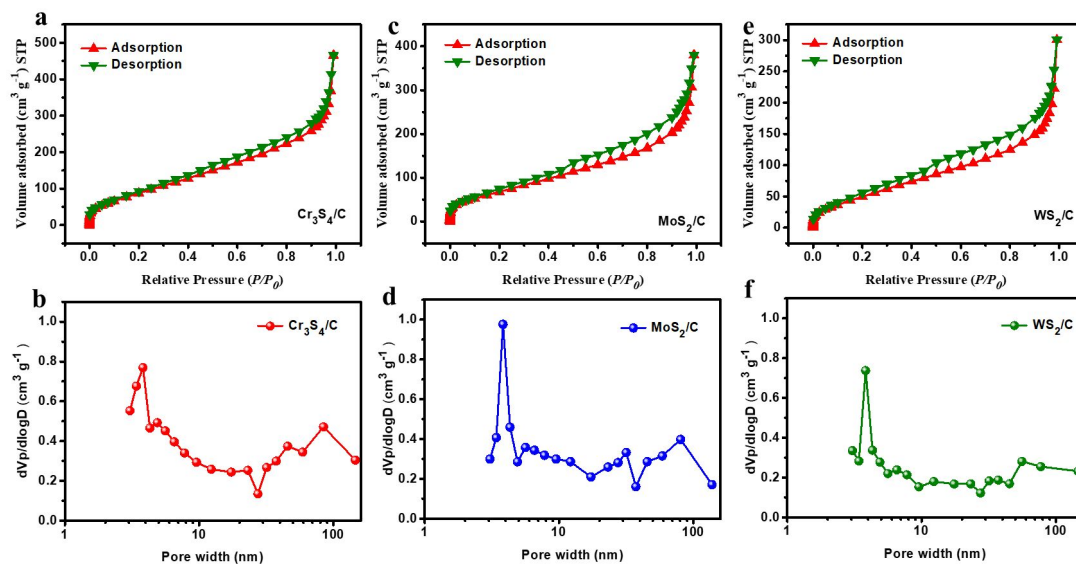 a
Volume adsorbed (cm³ g⁻¹) STP
500
400
300
200
100
0
Adsorption
Desorption
Cr₃S₄/C
0.0 0.2 0.4 0.6 0.8 1.0
Relative Pressure (P/P₀)
c
Volume adsorbed (cm³ g⁻¹) STP
400
300
200
100
0
Adsorption
Desorption
MoS₂/C
0.0 0.2 0.4 0.6 0.8 1.0
Relative Pressure (P/P₀)
e
Volume adsorbed (cm³ g⁻¹) STP
300
250
200
150
100
50
0
Adsorption
Desorption
WS₂/C
0.0 0.2 0.4 0.6 0.8 1.0
Relative Pressure (P/P₀)
b
dVp/dlogD (cm³ g⁻¹)
1.0
0.8
0.6
0.4
0.2
0.0
Cr₃S₄/C
1 10 100
Pore width (nm)
d
dVp/dlogD (cm³ g⁻¹)
1.0
0.8
0.6
0.4
0.2
0.0
MoS₂/C
1 10 100
Pore width (nm)
f
dVp/dlogD (cm³ g⁻¹)
1.0
0.8
0.6
0.4
0.2
0.0
WS₂/C
1 10 100
Pore width (nm)